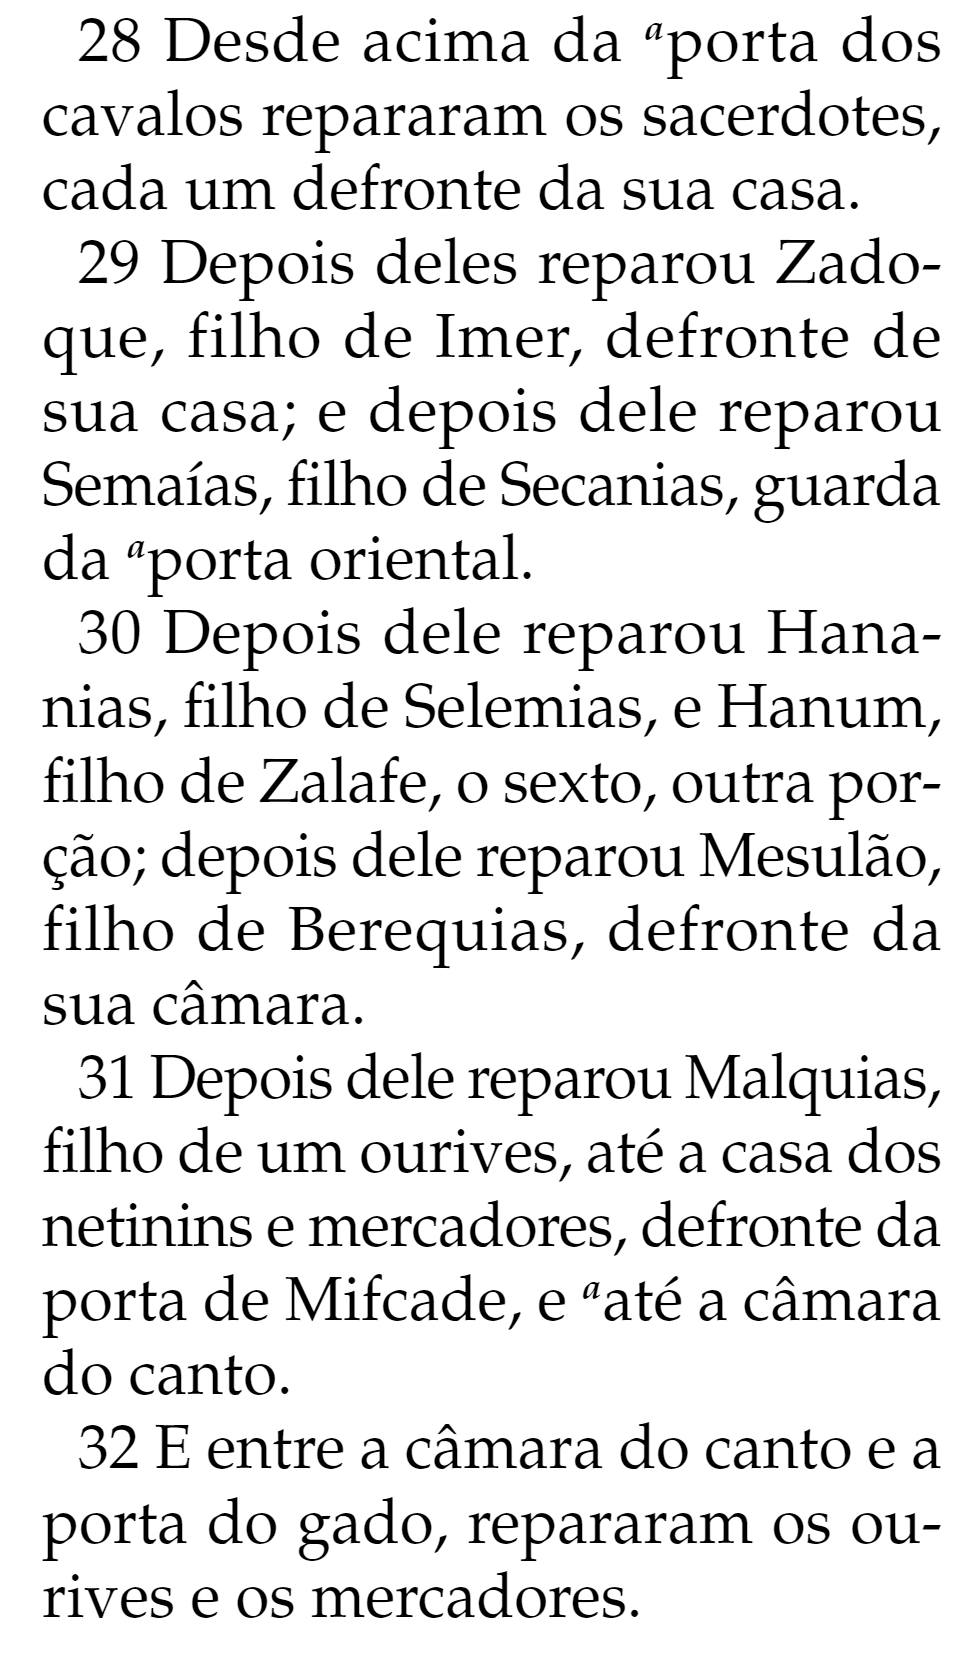 28 Desde acima da ᵃporta dos
cavalos repararam os sacerdotes,
cada um defronte da sua casa.
29 Depois deles reparou Zado-
que, filho de Imer, defronte de
sua casa; e depois dele reparou
Semaías, filho de Secanias, guarda
da ᵃporta oriental.
30 Depois dele reparou Hana-
nias, filho de Selemias, e Hanum,
filho de Zalafe, o sexto, outra por-
ção; depois dele reparou Mesulão,
filho de Berequias, defronte da
sua câmara.
31 Depois dele reparou Malquias,
filho de um ourives, até a casa dos
netinins e mercadores, defronte da
porta de Mifcade, e ᵃaté a câmara
do canto.
32 E entre a câmara do canto e a
porta do gado, repararam os ou-
rives e os mercadores.